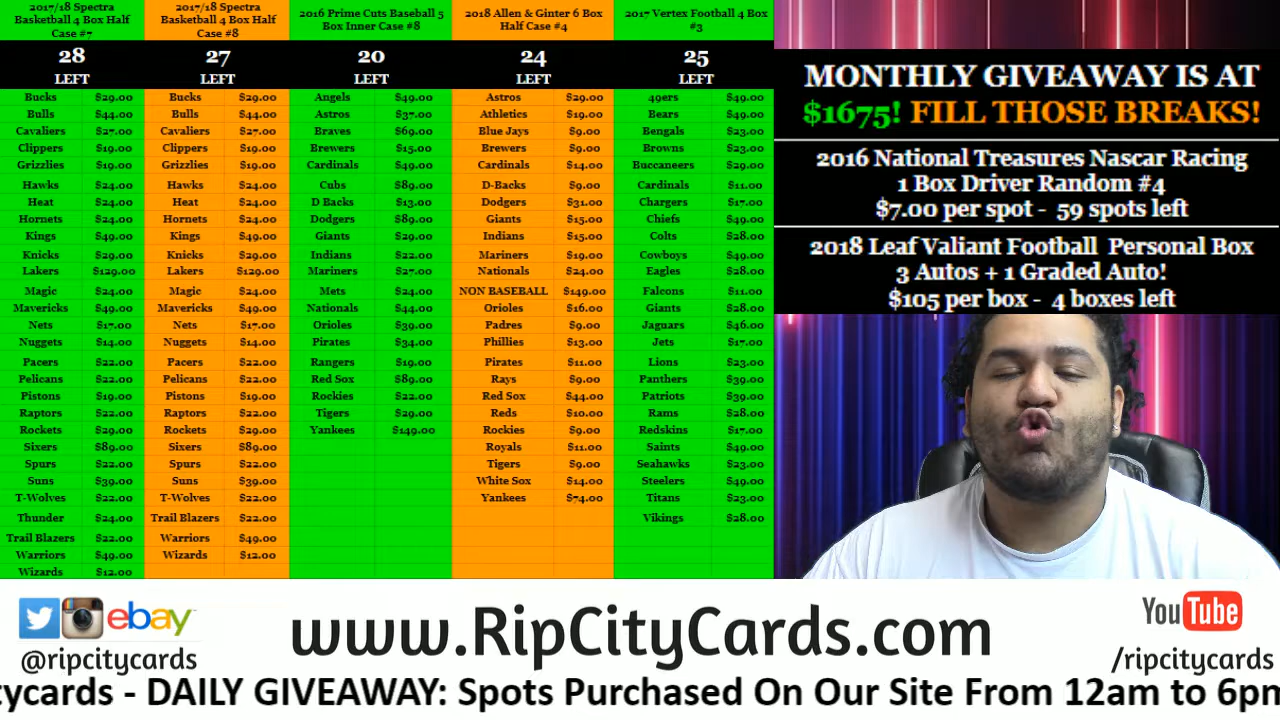 2017/18 Spectra
Basketball 4 Box Half
Case #7
28
LEFT
Bucks $29.00
Bulls $44.00
Cavaliers $27.00
Clippers $19.00
Grizzlies $19.00
Hawks $24.00
Heat $24.00
Hornets $24.00
Kings $49.00
Knicks $29.00
Lakers $129.00
Magic $24.00
Mavericks $49.00
Nets $17.00
Nuggets $14.00
Pacers $22.00
Pelicans $22.00
Pistons $19.00
Raptors $22.00
Rockets $29.00
Sixers $89.00
Spurs $22.00
Suns $39.00
T-Wolves $22.00
Thunder $24.00
Trail Blazers $22.00
Warriors $49.00
Wizards $12.00
2017/18 Spectra
Basketball 4 Box Half
Case #8
27
LEFT
Bucks $29.00
Bulls $44.00
Cavaliers $27.00
Clippers $19.00
Grizzlies $19.00
Hawks $24.00
Heat $24.00
Hornets $24.00
Kings $49.00
Knicks $29.00
Lakers $129.00
Magic $24.00
Mavericks $49.00
Nets $17.00
Nuggets $14.00
Pacers $22.00
Pelicans $22.00
Pistons $19.00
Raptors $22.00
Rockets $29.00
Sixers $89.00
Spurs $22.00
Suns $39.00
T-Wolves $22.00
Trail Blazers $22.00
Warriors $49.00
Wizards $12.00
2016 Prime Cuts Baseball 5
Box Inner Case #8
20
LEFT
Angels $49.00
Astros $37.00
Braves $69.00
Brewers $15.00
Cardinals $49.00
Cubs $89.00
D Backs $13.00
Dodgers $89.00
Giants $29.00
Indians $22.00
Mariners $27.00
Mets $24.00
Nationals $44.00
Orioles $39.00
Pirates $34.00
Rangers $19.00
Red Sox $89.00
Rockies $22.00
Tigers $29.00
Yankees $149.00
2018 Allen & Ginter 6 Box
Half Case #4
24
LEFT
Astros $29.00
Athletics $19.00
Blue Jays $9.00
Brewers $9.00
Cardinals $14.00
D-Backs $9.00
Dodgers $31.00
Giants $15.00
Indians $15.00
Mariners $19.00
Nationals $24.00
NON BASEBALL $149.00
Orioles $16.00
Padres $9.00
Phillies $13.00
Pirates $11.00
Rays $9.00
Red Sox $44.00
Reds $10.00
Rockies $9.00
Royals $11.00
Tigers $9.00
White Sox $14.00
Yankees $74.00
2017 Vertex Football 4 Box
#3
25
LEFT
49ers $49.00
Bears $49.00
Bengals $23.00
Browns $23.00
Buccaneers $29.00
Cardinals $11.00
Chargers $17.00
Chiefs $49.00
Colts $28.00
Cowboys $49.00
Eagles $28.00
Falcons $11.00
Giants $28.00
Jaguars $46.00
Jets $17.00
Lions $23.00
Panthers $39.00
Patriots $39.00
Rams $28.00
Redskins $17.00
Saints $49.00
Seahawks $23.00
Steelers $49.00
Titans $23.00
Vikings $28.00
MONTHLY GIVEAWAY IS AT
$1675! FILL THOSE BREAKS!
2016 National Treasures Nascar Racing
1 Box Driver Random #4
$7.00 per spot - 59 spots left
2018 Leaf Valiant Football Personal Box
3 Autos + 1 Graded Auto!
$105 per box - 4 boxes left
ebay
@ripcitycards
www.RipCityCards.com
YouTube
/ripcitycards
tycards - DAILY GIVEAWAY: Spots Purchased On Our Site From 12am to 6pm